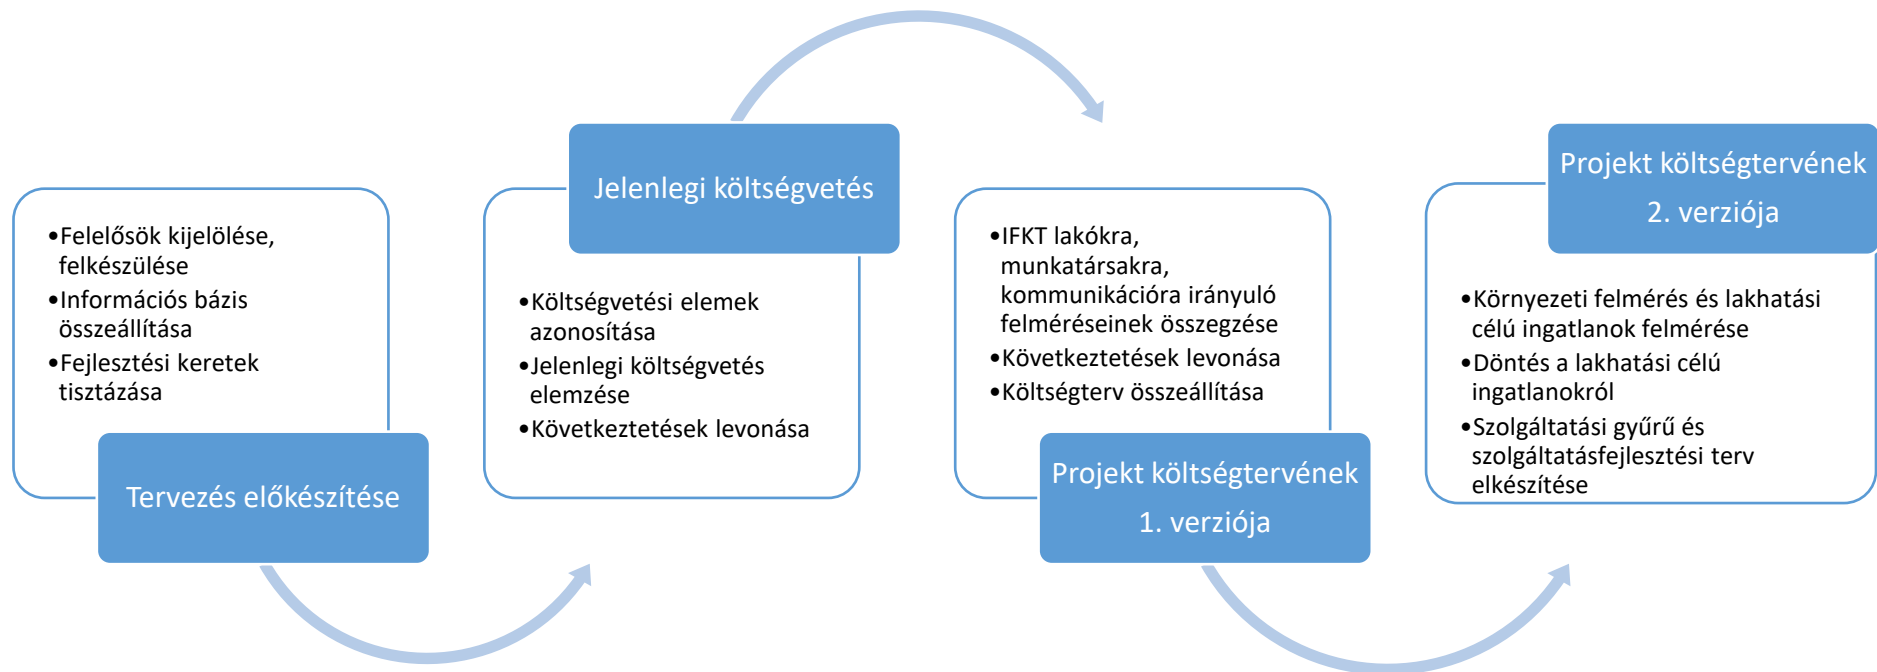 •Felelősök kijelölése,
felkészülése
•Információs bázis
összeállítása
•Fejlesztési keretek
tisztázása
Tervezés előkészítése
Jelenlegi költségvetés
•Költségvetési elemek
azonosítása
•Jelenlegi költségvetés
elemzése
•Következtetések levonása
•IFKT lakókra,
munkatársakra,
kommunikációra irányuló
felméréseinek összegzése
•Következtetések levonása
•Költségterv összeállítása
Projekt költségtervének
1. verziója
Projekt költségtervének
2. verziója
•Környezeti felmérés és lakhatási
célú ingatlanok felmérése
•Döntés a lakhatási célú
ingatlanokról
•Szolgáltatási gyűrű és
szolgáltatásfejlesztési terv
elkészítése